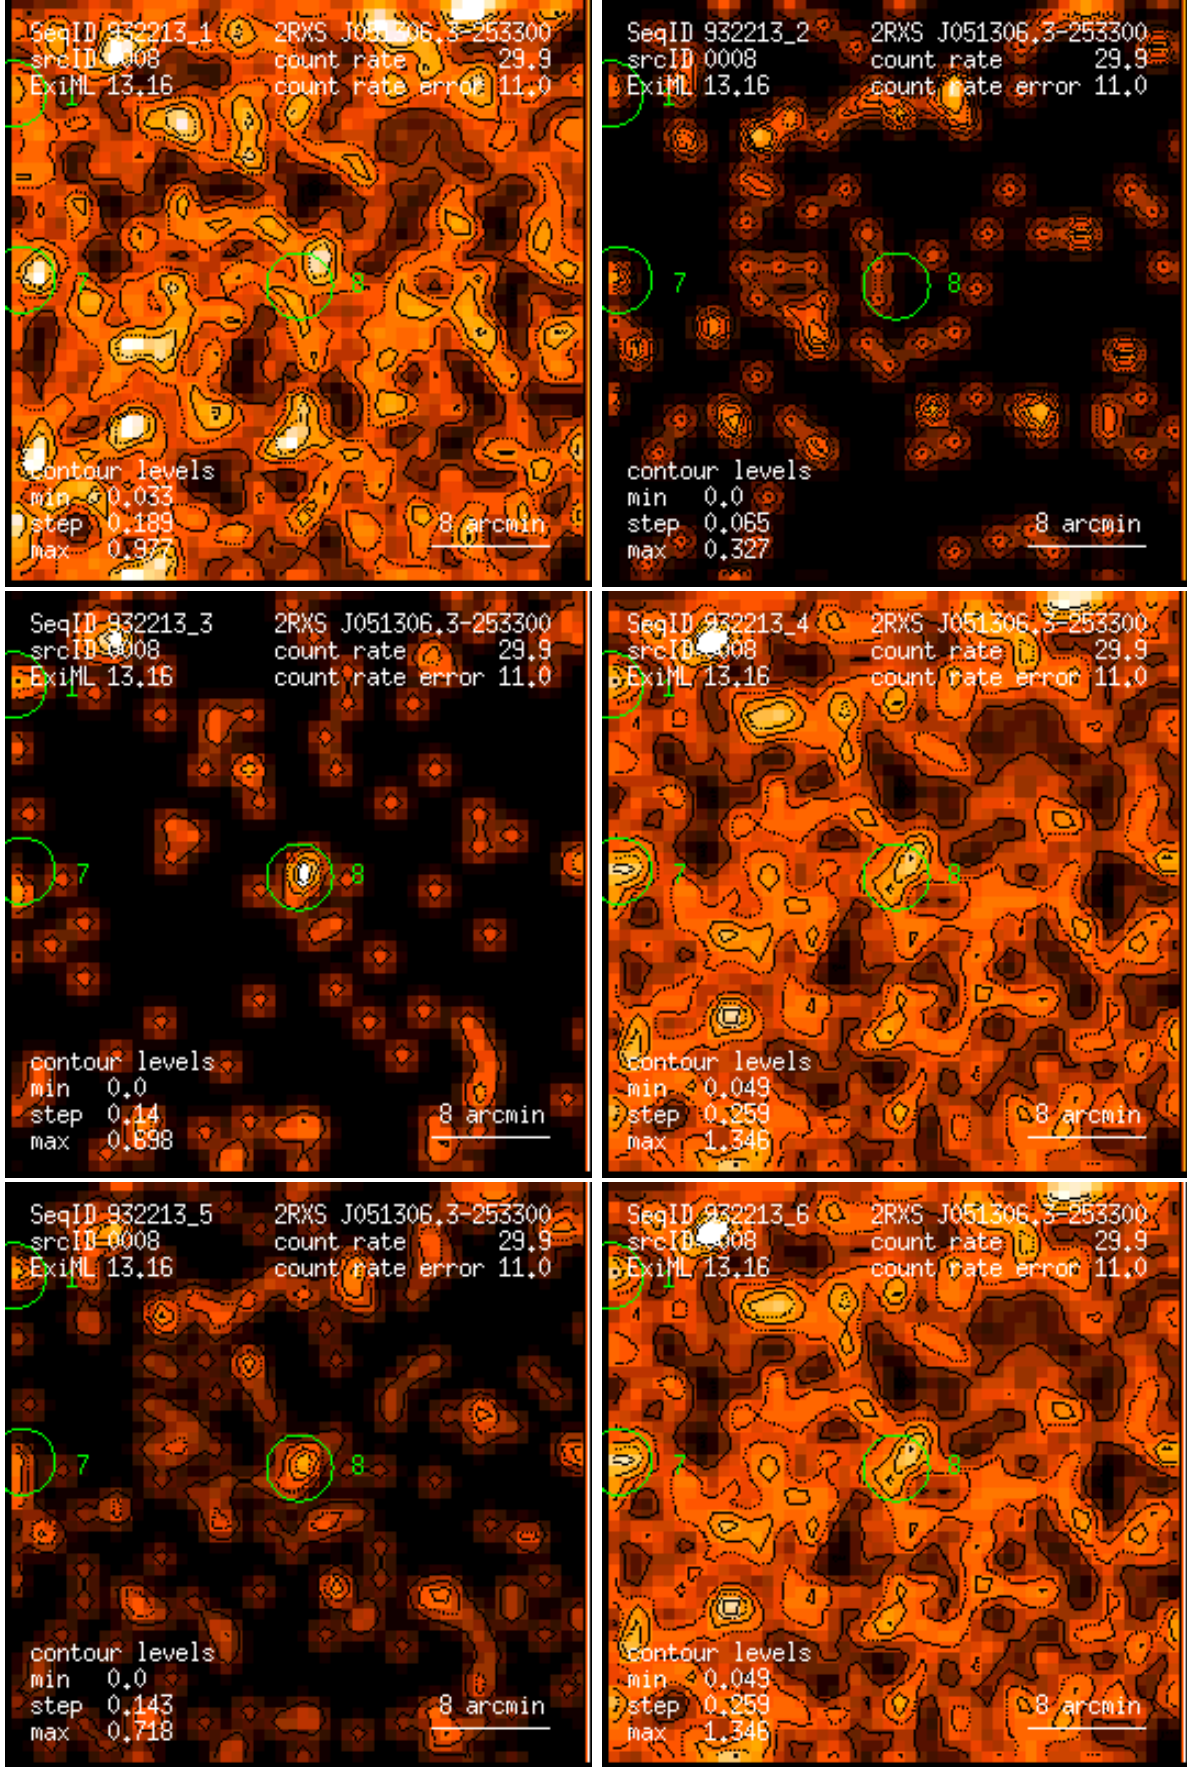 SeqID 932213_1 2RXS J051306.3-253300
srcID 0008 count rate 29.9
ExiML 13.16 count rate error 11.0
1
7
8
contour levels
min 0.033
step 0.189
max 0.977
8 arcmin
SeqID 932213_2 2RXS J051306.3-253300
srcID 0008 count rate 29.9
ExiML 13.16 count rate error 11.0
1
7
8
contour levels
min 0.0
step 0.065
max 0.327
8 arcmin
SeqID 932213_3 2RXS J051306.3-253300
srcID 0008 count rate 29.9
ExiML 13.16 count rate error 11.0
1
7
8
contour levels
min 0.0
step 0.14
max 0.698
8 arcmin
SeqID 932213_4 2RXS J051306.3-253300
srcID 0008 count rate 29.9
ExiML 13.16 count rate error 11.0
1
7
8
contour levels
min 0.049
step 0.259
max 1.346
8 arcmin
SeqID 932213_5 2RXS J051306.3-253300
srcID 0008 count rate 29.9
ExiML 13.16 count rate error 11.0
1
7
8
contour levels
min 0.0
step 0.143
max 0.718
8 arcmin
SeqID 932213_6 2RXS J051306.3-253300
srcID 0008 count rate 29.9
ExiML 13.16 count rate error 11.0
1
7
8
contour levels
min 0.049
step 0.259
max 1.346
8 arcmin